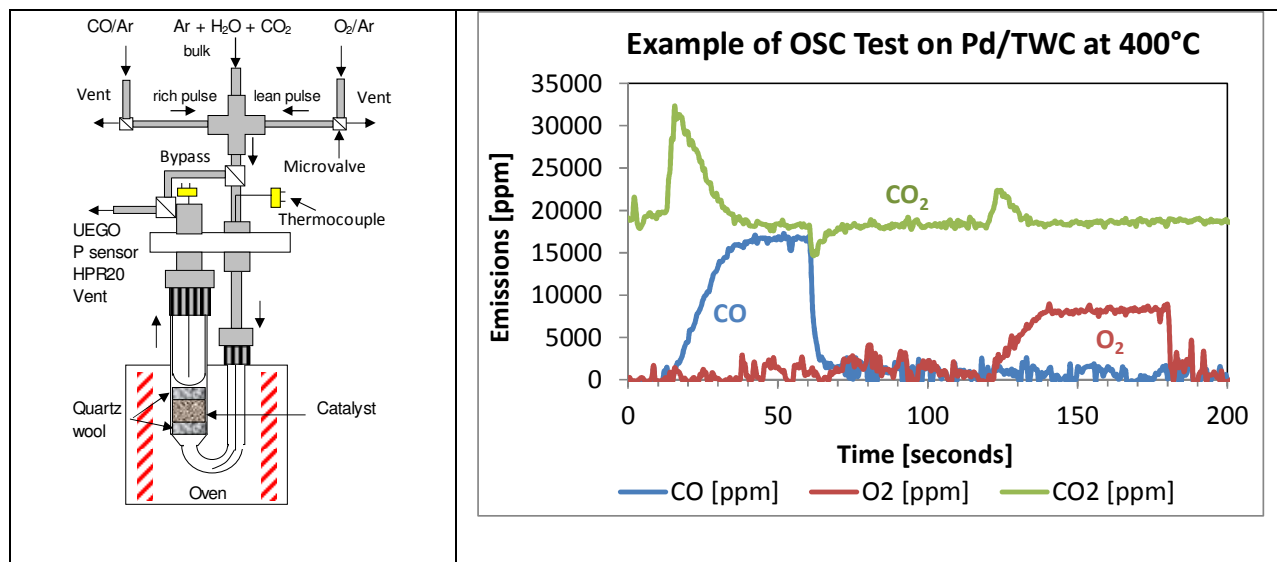 CO/Ar
Ar + H₂O + CO₂
O₂/Ar
bulk
Vent
rich pulse
lean pulse
Vent
Bypass
Microvalve
Thermocouple
UEGO
P sensor
HPR20
Vent
Quartz
wool
Catalyst
Oven
Example of OSC Test on Pd/TWC at 400°C
Emissions [ppm]
35000
30000
25000
20000
15000
10000
5000
0
CO₂
CO
O₂
0
50
100
150
200
Time [seconds]
CO [ppm]
O2 [ppm]
CO2 [ppm]